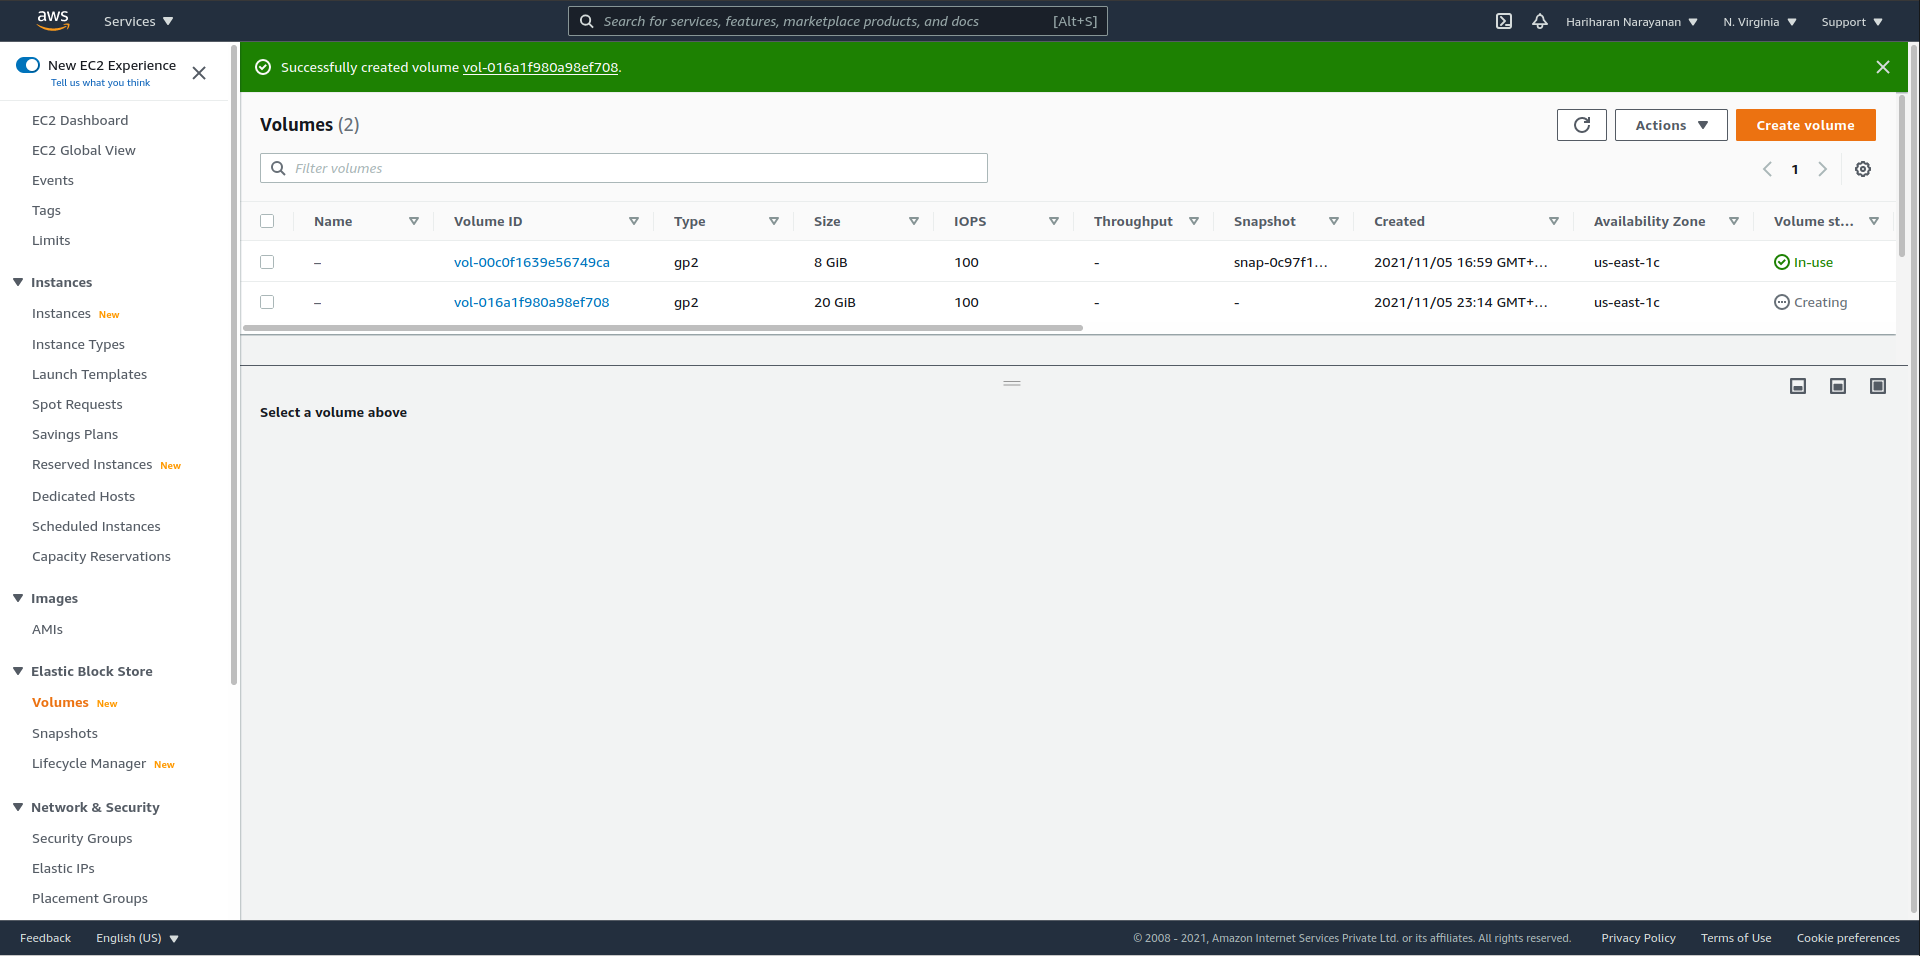 aws Services Search for services, features, marketplace products, and docs [Alt+S] Hariharan Narayanan N. Virginia Support
New EC2 Experience
Tell us what you think
EC2 Dashboard
EC2 Global View
Events
Tags
Limits
Instances
Instances New
Instance Types
Launch Templates
Spot Requests
Savings Plans
Reserved Instances New
Dedicated Hosts
Scheduled Instances
Capacity Reservations
Images
AMIs
Elastic Block Store
Volumes New
Snapshots
Lifecycle Manager New
Network & Security
Security Groups
Elastic IPs
Placement Groups
Successfully created volume vol-016a1f980a98ef708.
Volumes (2) Actions Create volume
Filter volumes 1
Name Volume ID Type Size IOPS Throughput Snapshot Created Availability Zone Volume st...
– vol-00c0f1639e56749ca gp2 8 GiB 100 - snap-0c97f1... 2021/11/05 16:59 GMT+... us-east-1c In-use
– vol-016a1f980a98ef708 gp2 20 GiB 100 - - 2021/11/05 23:14 GMT+... us-east-1c Creating
Select a volume above
Feedback English (US) © 2008 - 2021, Amazon Internet Services Private Ltd. or its affiliates. All rights reserved. Privacy Policy Terms of Use Cookie preferences